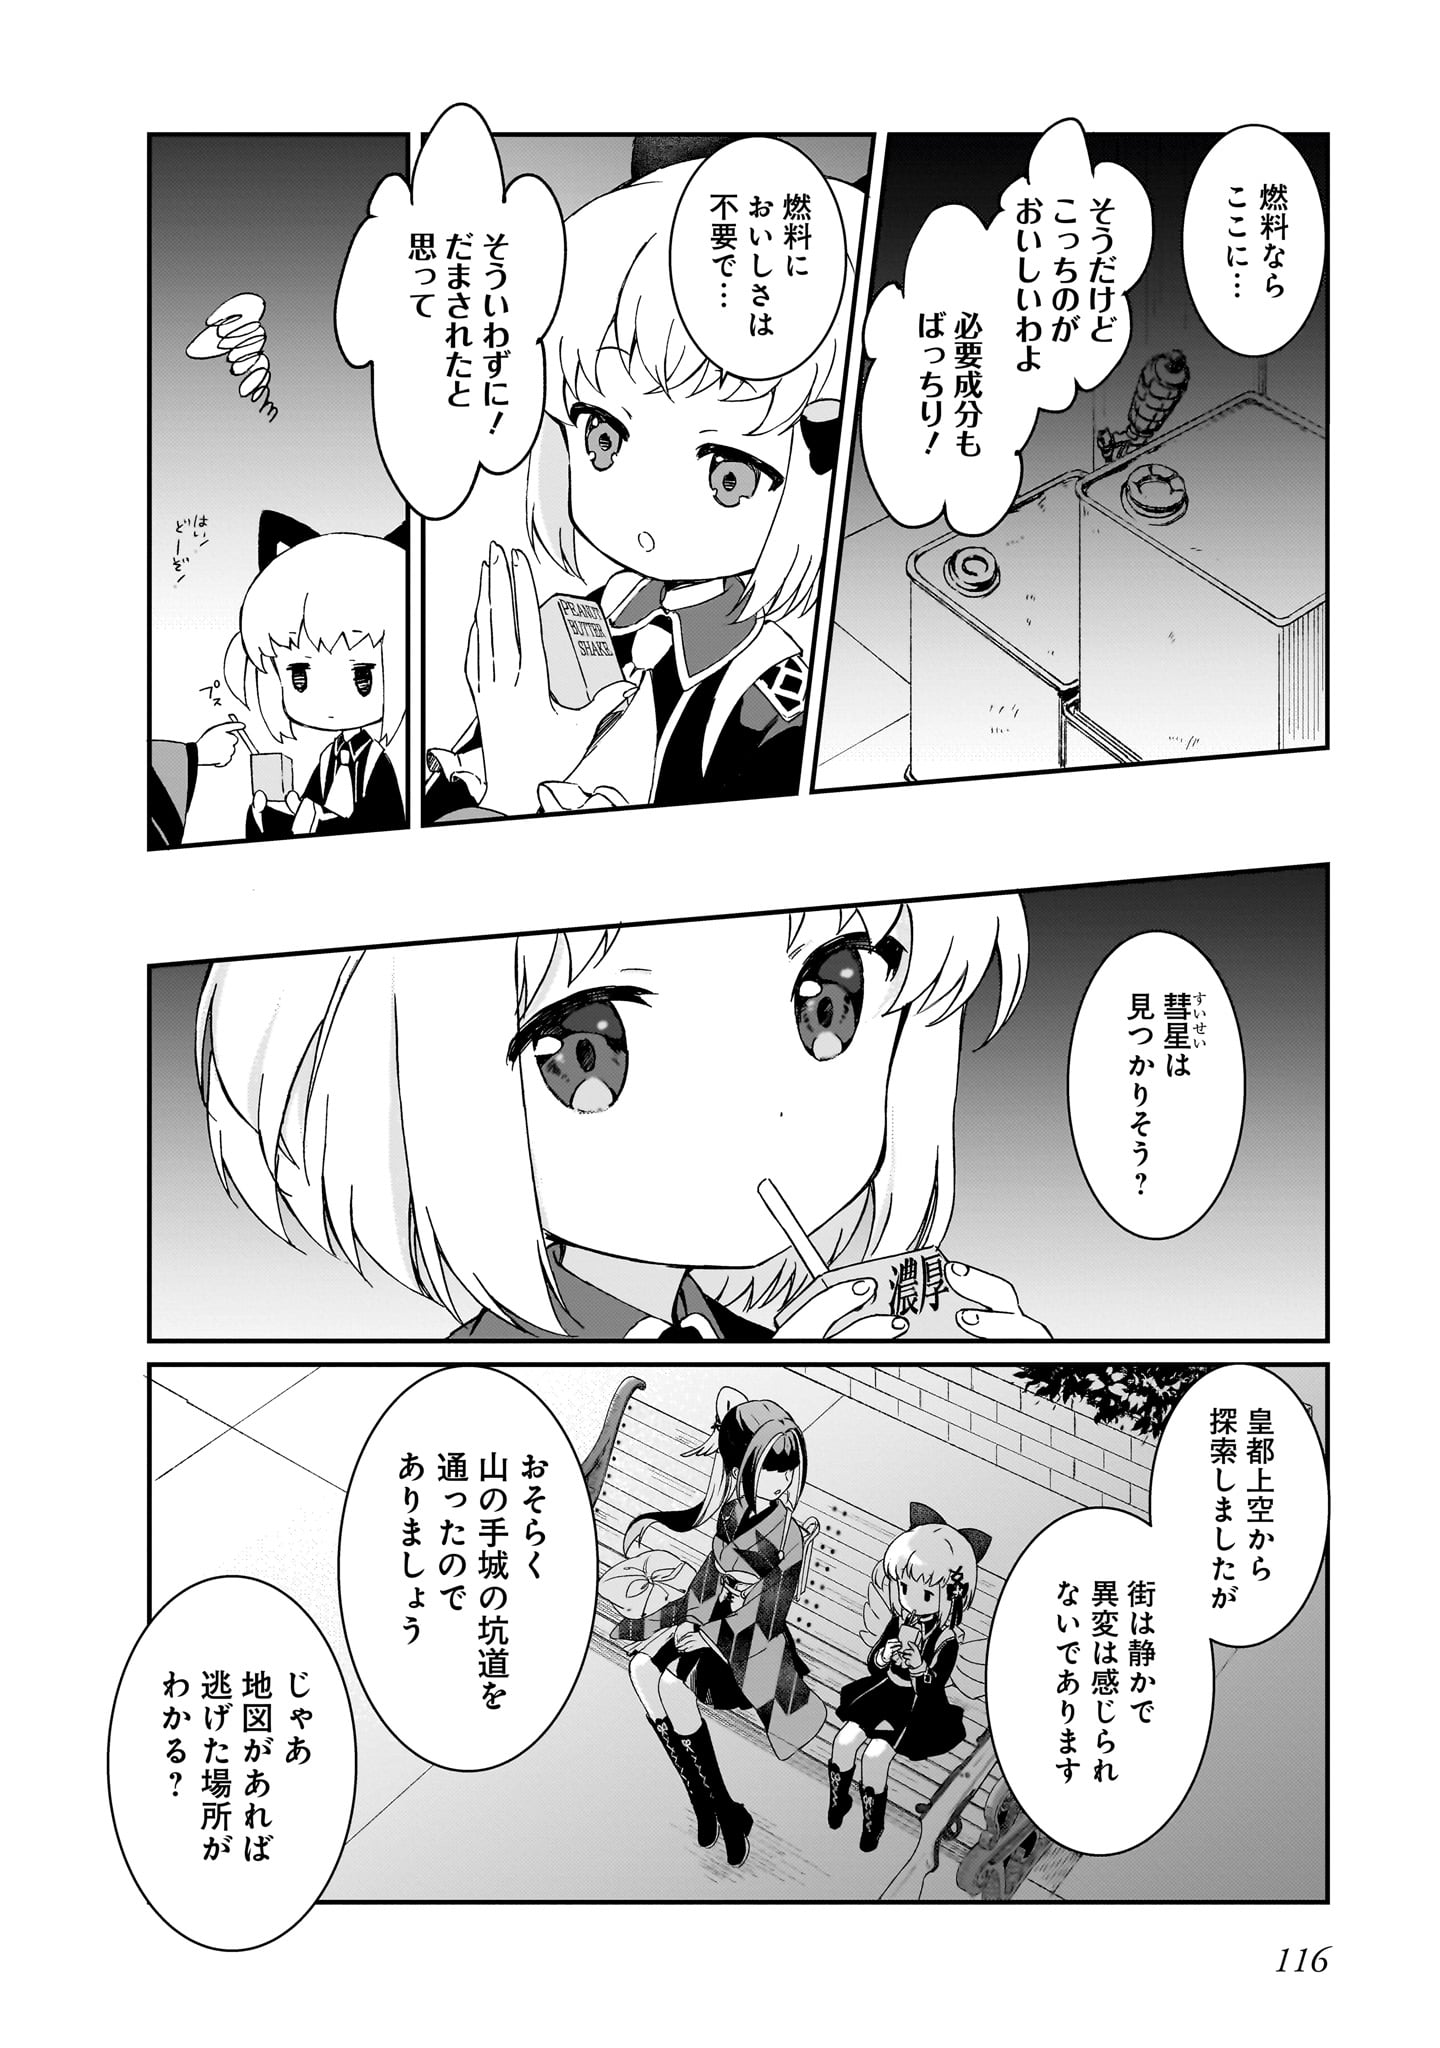 燃料なら
ここに…
そうだけど
こっちのが
おいしいわよ
必要成分も
ばっちり！
燃料に
おいしさは
不要で…
PEANUT
BUTTER
SHAKE
そういわずに！
だまされたと
思って
はい！
どーぞ！
プス
彗星は
すいせい
見つかりそう？
濃厚
皇都上空から
探索しましたが
街は静かで
異変は感じられ
ないであります
おそらく
山の手城の坑道を
通ったので
ありましょう
じゃあ
地図があれば
逃げた場所が
わかる？
116